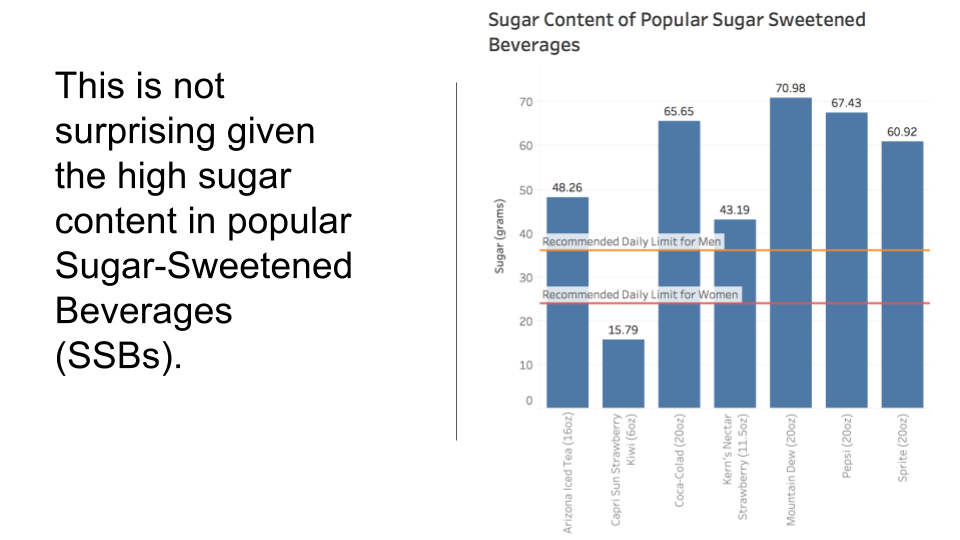 This is not
surprising given
the high sugar
content in popular
Sugar-Sweetened
Beverages
(SSBs).
Sugar Content of Popular Sugar Sweetened
Beverages
Sugar (grams)
70
60
50
40
30
20
10
0
48.26
15.79
65.65
43.19
70.98
67.43
60.92
Recommended Daily Limit for Men
Recommended Daily Limit for Women
Arizona Iced Tea (16oz)
Capri Sun Strawberry
Kiwi (6oz)
Coca-Colad (20oz)
Kern's Nectar
Strawberry (11.5oz)
Mountain Dew (20oz)
Pepsi (20oz)
Sprite (20oz)